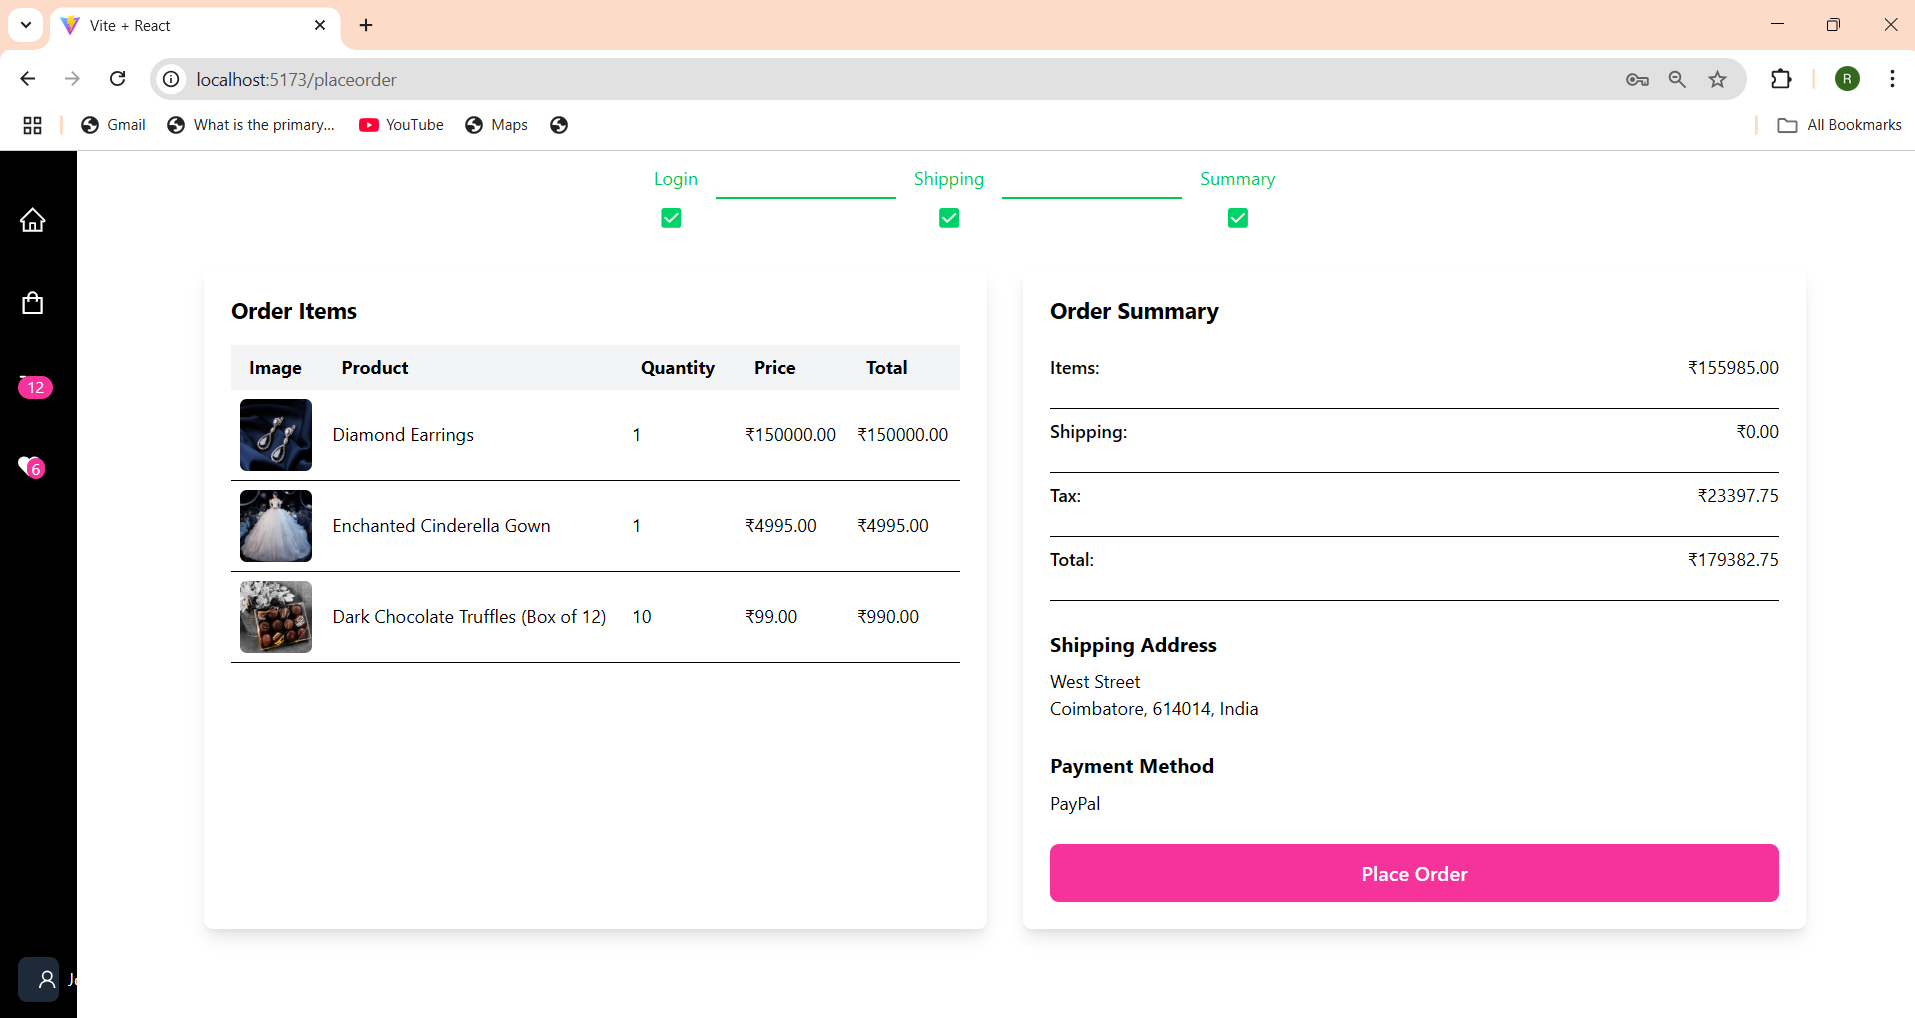 Vite + React
localhost:5173/placeorder
R
Gmail
What is the primary...
YouTube
Maps
All Bookmarks
Login
Shipping
Summary
12
6
Order Items
Image Product Quantity Price Total
Diamond Earrings 1 ₹150000.00 ₹150000.00
Enchanted Cinderella Gown 1 ₹4995.00 ₹4995.00
Dark Chocolate Truffles (Box of 12) 10 ₹99.00 ₹990.00
Order Summary
Items: ₹155985.00
Shipping: ₹0.00
Tax: ₹23397.75
Total: ₹179382.75
Shipping Address
West Street
Coimbatore, 614014, India
Payment Method
PayPal
Place Order